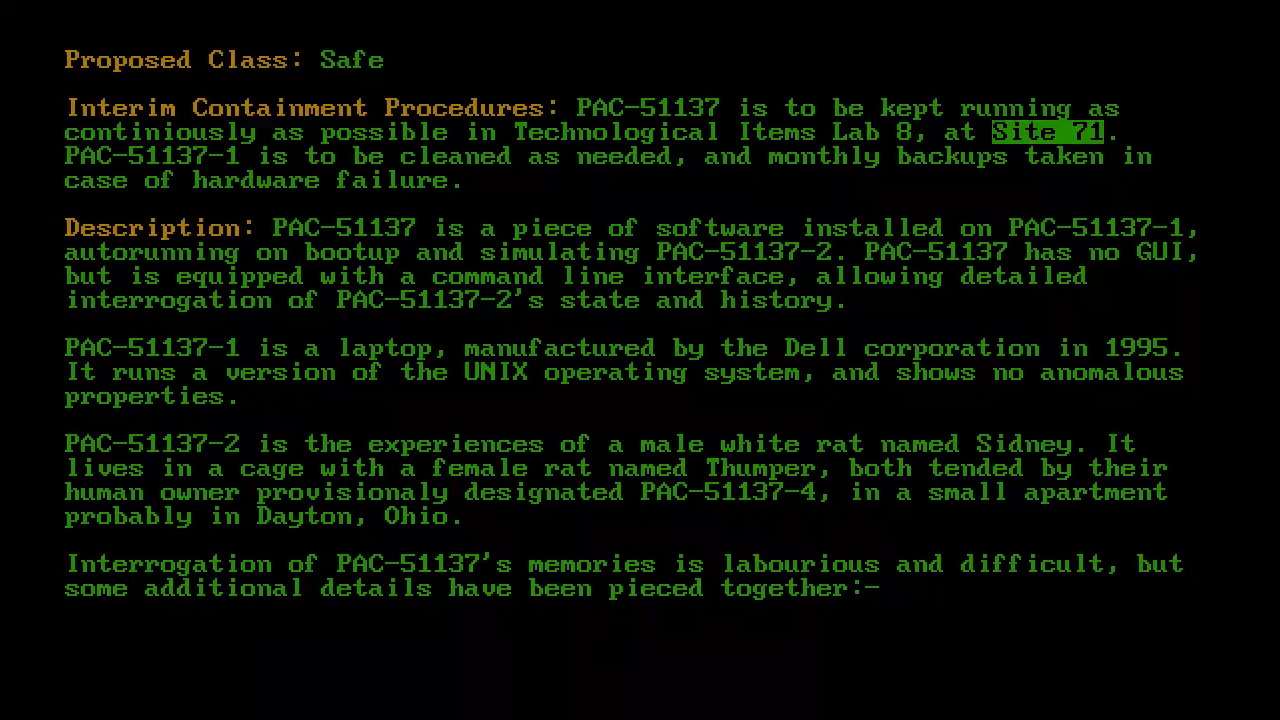 Proposed Class: Safe
Interim Containment Procedures: PAC-51137 is to be kept running as
continiously as possible in Technological Items Lab 8, at Site 71.
PAC-51137-1 is to be cleaned as needed, and monthly backups taken in
case of hardware failure.
Description: PAC-51137 is a piece of software installed on PAC-51137-1,
autorunning on bootup and simulating PAC-51137-2. PAC-51137 has no GUI,
but is equipped with a command line interface, allowing detailed
interrogation of PAC-51137-2's state and history.
PAC-51137-1 is a laptop, manufactured by the Dell corporation in 1995.
It runs a version of the UNIX operating system, and shows no anomalous
properties.
PAC-51137-2 is the experiences of a male white rat named Sidney. It
lives in a cage with a female rat named Thumper, both tended by their
human owner provisionaly designated PAC-51137-4, in a small apartment
probably in Dayton, Ohio.
Interrogation of PAC-51137's memories is labourious and difficult, but
some additional details have been pieced together:-